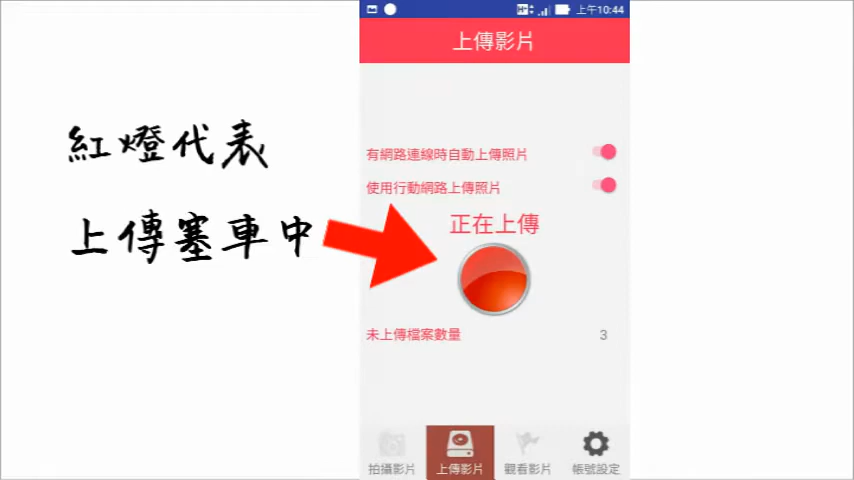 上午10:44
上傳影片
紅燈代表
上傳塞車中
有網路連線時自動上傳照片
使用行動網路上傳照片
正在上傳
未上傳檔案數量 3
拍攝影片 上傳影片 觀看影片 帳號設定